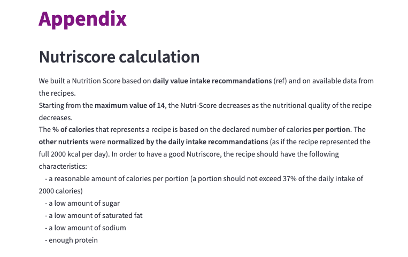 Appendix
Nutriscore calculation
We built a Nutrition Score based on daily value intake recommandations (ref) and on available data from
the recipes.
Starting from the maximum value of 14, the Nutri-Score decreases as the nutritional quality of the recipe
decreases.
The % of calories that represents a recipe is based on the declared number of calories per portion. The
other nutrients were normalized by the daily intake recommendations (as if the recipe represented the
full 2000 kcal per day). In order to have a good Nutriscore, the recipe should have the following
characteristics:
- a reasonable amount of calories per portion (a portion should not exceed 37% of the daily intake of
2000 calories)
- a low amount of sugar
- a low amount of saturated fat
- a low amount of sodium
- enough protein